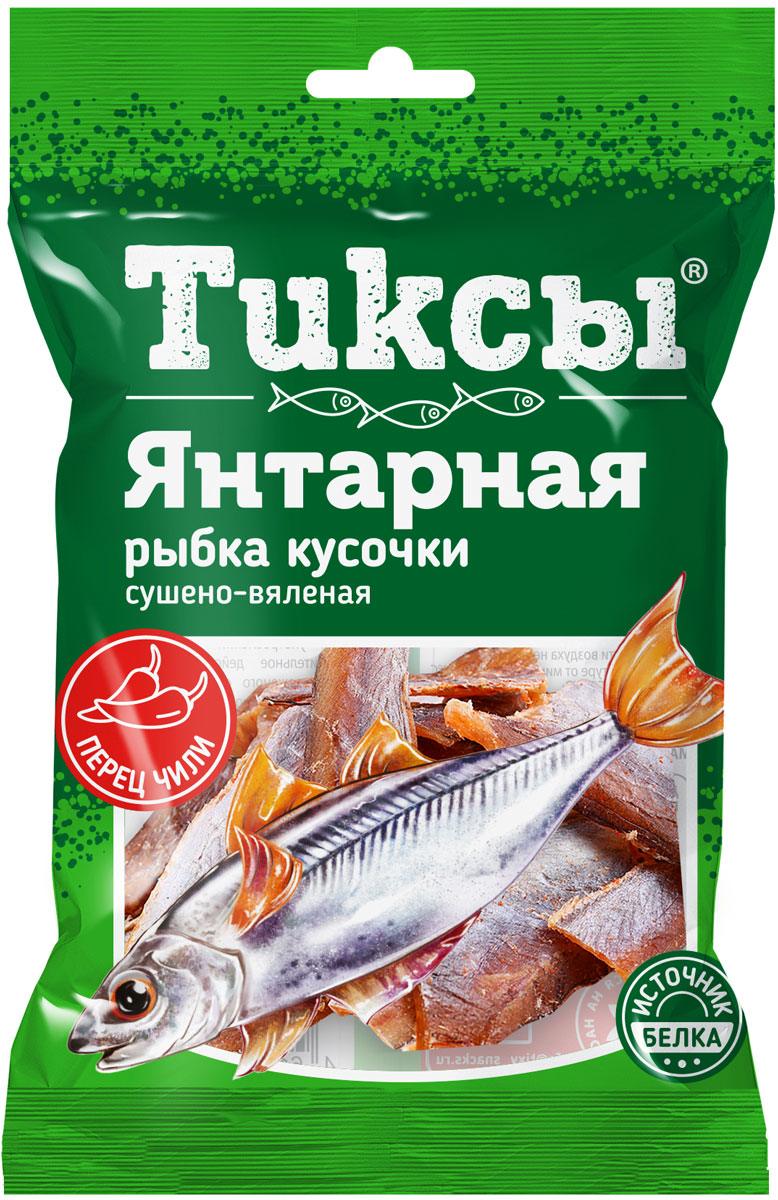 Тиксы®
Янтарная
рыбка кусочки
сушено-вяленая
ПЕРЕЦ ЧИЛИ
ИСТОЧНИК
БЕЛКА